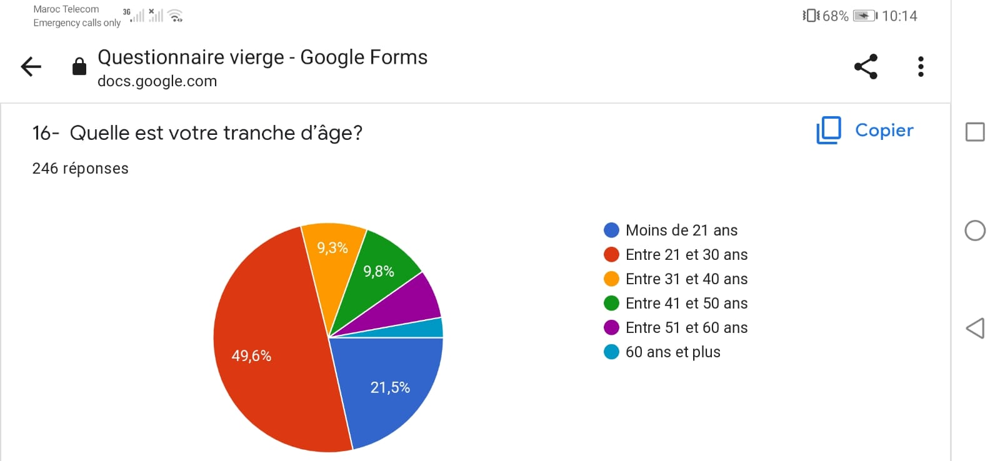 Maroc Telecom
Emergency calls only
3G
68%
10:14
Questionnaire vierge - Google Forms
docs.google.com
16- Quelle est votre tranche d’âge?
Copier
246 réponses
9,3%
9,8%
49,6%
21,5%
Moins de 21 ans
Entre 21 et 30 ans
Entre 31 et 40 ans
Entre 41 et 50 ans
Entre 51 et 60 ans
60 ans et plus